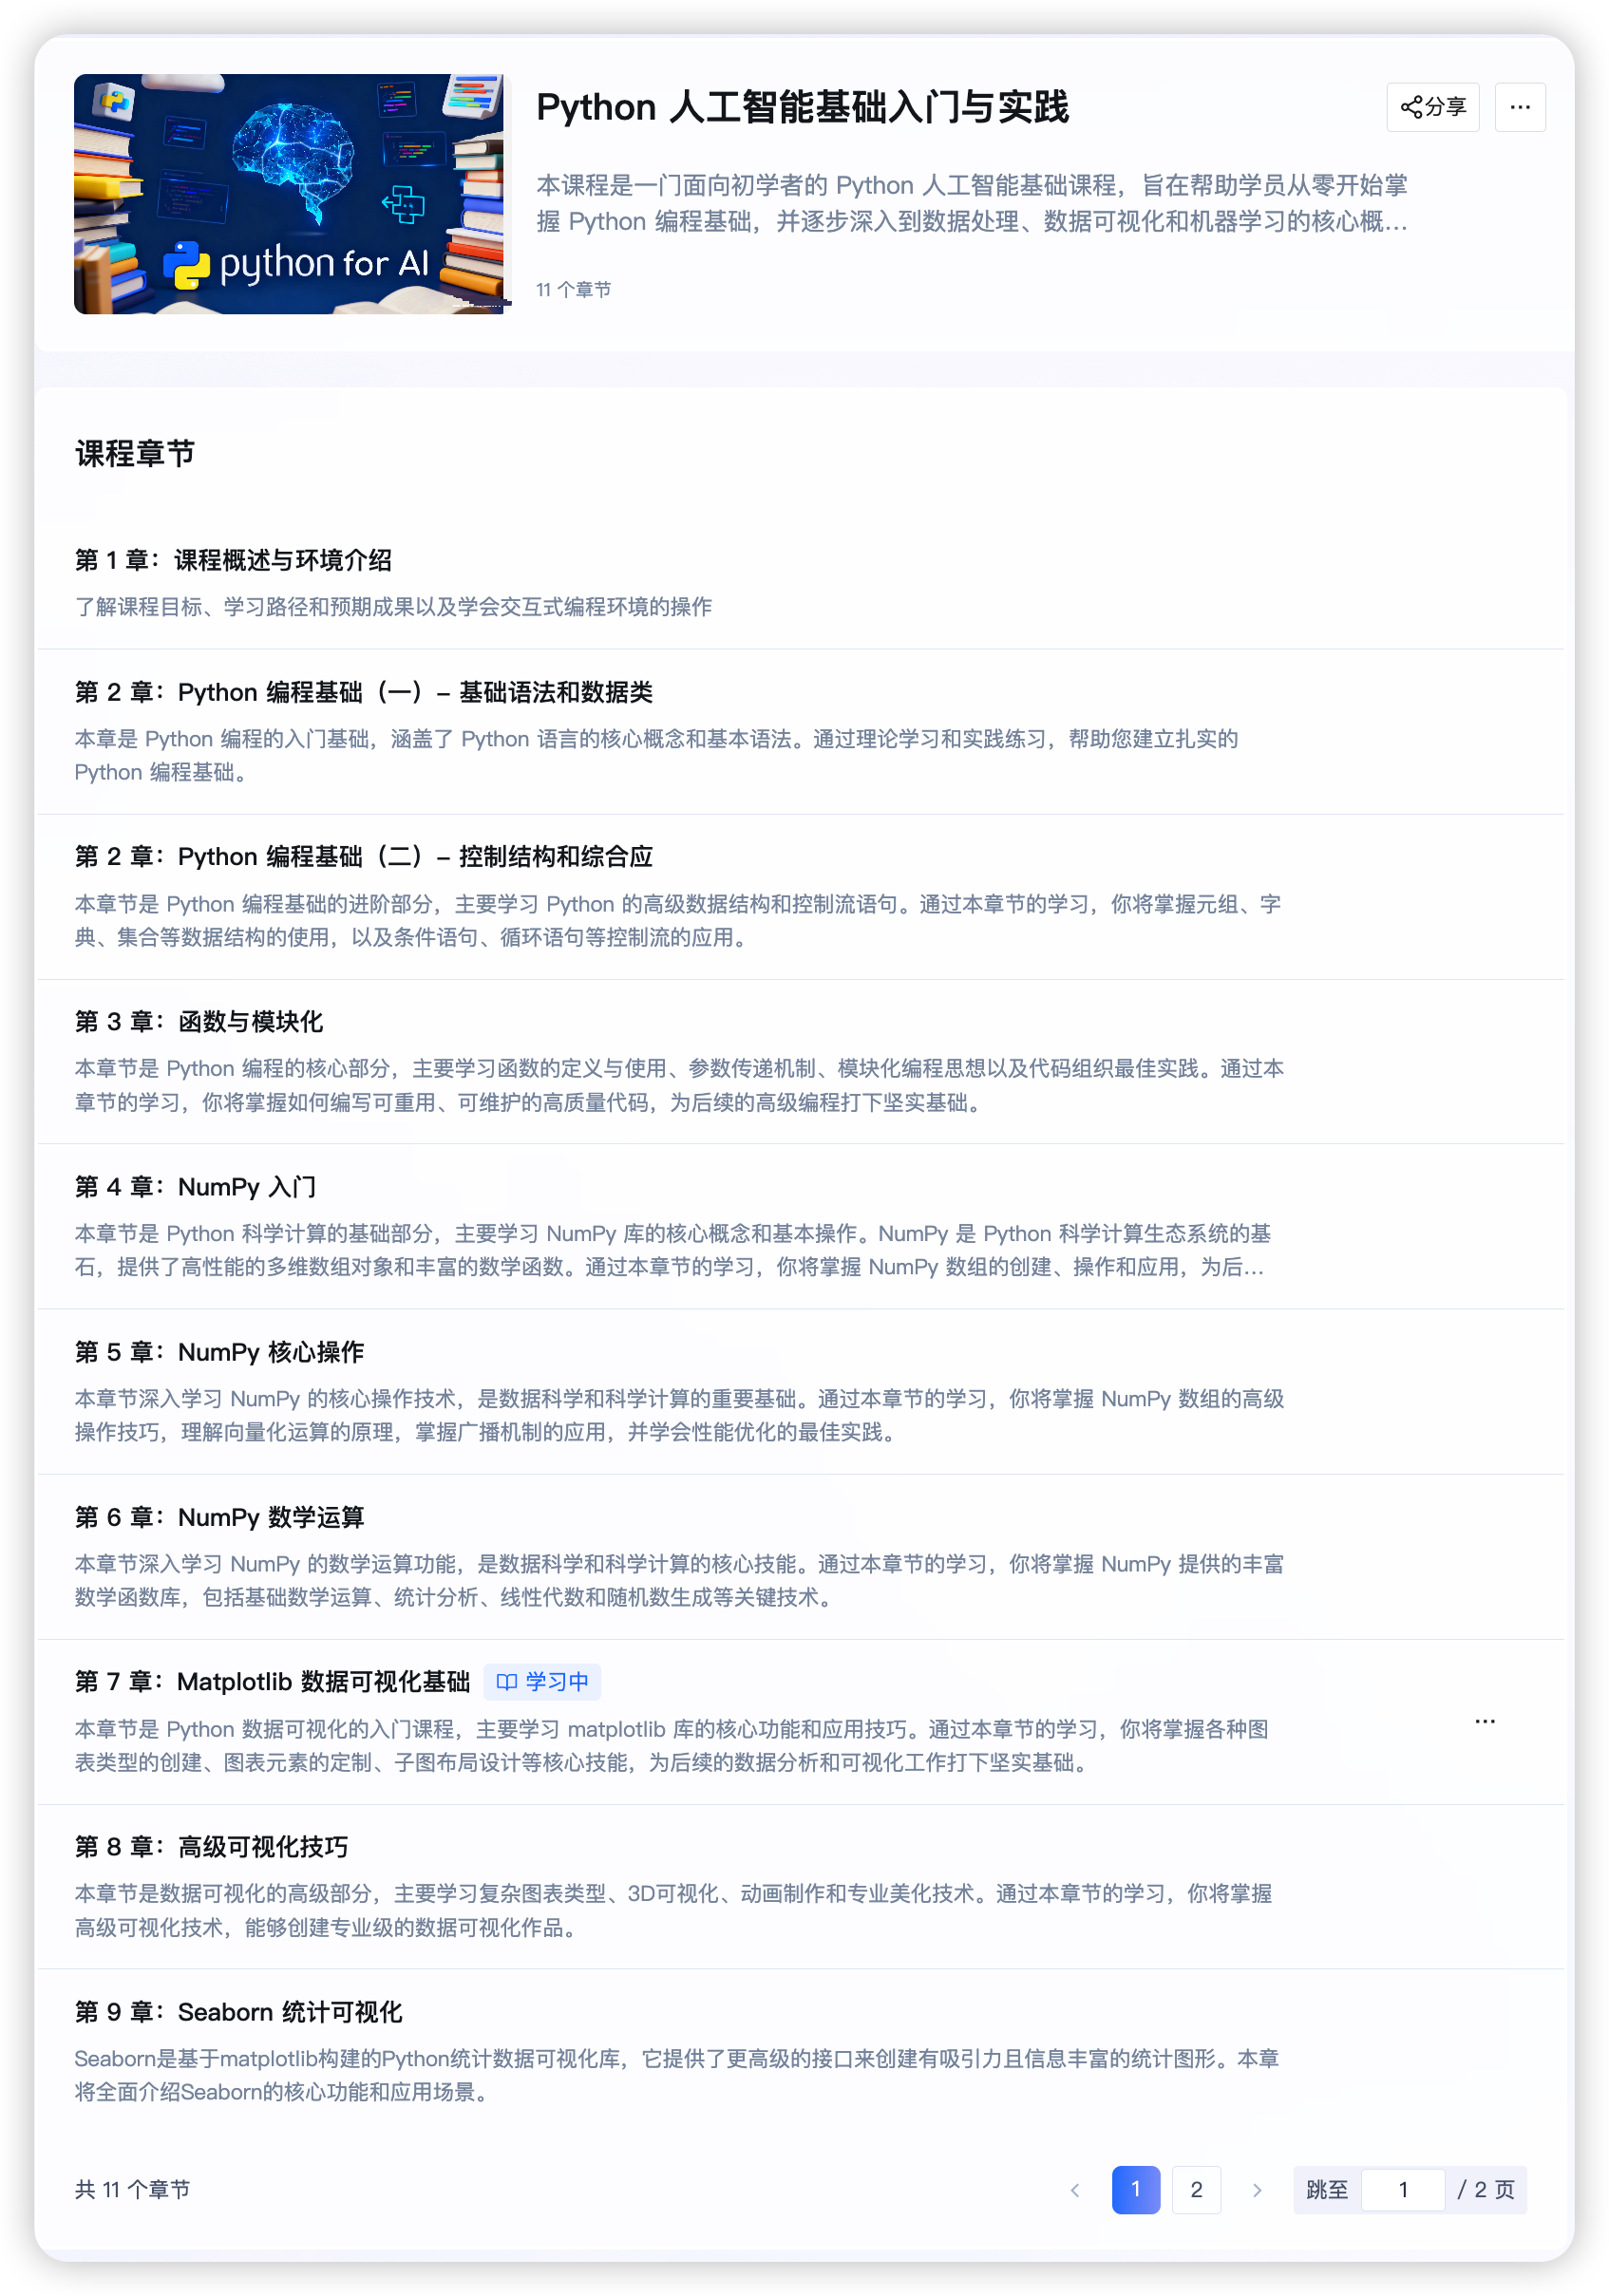 python for AI
Python 人工智能基础入门与实践
分享
...
本课程是一门面向初学者的 Python 人工智能基础课程，旨在帮助学员从零开始掌
握 Python 编程基础，并逐步深入到数据处理、数据可视化和机器学习的核心概...
11 个章节
课程章节
第 1 章：课程概述与环境介绍
了解课程目标、学习路径和预期成果以及学会交互式编程环境的操作
第 2 章：Python 编程基础（一）- 基础语法和数据类
本章是 Python 编程的入门基础，涵盖了 Python 语言的核心概念和基本语法。通过理论学习和实践练习，帮助您建立扎实的
Python 编程基础。
第 2 章：Python 编程基础（二）- 控制结构和综合应
本章节是 Python 编程基础的进阶部分，主要学习 Python 的高级数据结构和控制流语句。通过本章节的学习，你将掌握元组、字
典、集合等数据结构的使用，以及条件语句、循环语句等控制流的应用。
第 3 章：函数与模块化
本章节是 Python 编程的核心部分，主要学习函数的定义与使用、参数传递机制、模块化编程思想以及代码组织最佳实践。通过本
章节的学习，你将掌握如何编写可重用、可维护的高质量代码，为后续的高级编程打下坚实基础。
第 4 章：NumPy 入门
本章节是 Python 科学计算的基础部分，主要学习 NumPy 库的核心概念和基本操作。NumPy 是 Python 科学计算生态系统的基
石，提供了高性能的多维数组对象和丰富的数学函数。通过本章节的学习，你将掌握 NumPy 数组的创建、操作和应用，为后...
第 5 章：NumPy 核心操作
本章节深入学习 NumPy 的核心操作技术，是数据科学和科学计算的重要基础。通过本章节的学习，你将掌握 NumPy 数组的高级
操作技巧，理解向量化运算的原理，掌握广播机制的应用，并学会性能优化的最佳实践。
第 6 章：NumPy 数学运算
本章节深入学习 NumPy 的数学运算功能，是数据科学和科学计算的核心技能。通过本章节的学习，你将掌握 NumPy 提供的丰富
数学函数库，包括基础数学运算、统计分析、线性代数和随机数生成等关键技术。
第 7 章：Matplotlib 数据可视化基础 学习中
本章节是 Python 数据可视化的入门课程，主要学习 matplotlib 库的核心功能和应用技巧。通过本章节的学习，你将掌握各种图
表类型的创建、图表元素的定制、子图布局设计等核心技能，为后续的数据分析和可视化工作打下坚实基础。
...
第 8 章：高级可视化技巧
本章节是数据可视化的高级部分，主要学习复杂图表类型、3D可视化、动画制作和专业美化技术。通过本章节的学习，你将掌握
高级可视化技术，能够创建专业级的数据可视化作品。
第 9 章：Seaborn 统计可视化
Seaborn是基于matplotlib构建的Python统计数据可视化库，它提供了更高级的接口来创建有吸引力且信息丰富的统计图形。本章
将全面介绍Seaborn的核心功能和应用场景。
共 11 个章节
< 1 2 > 跳至 1 / 2 页